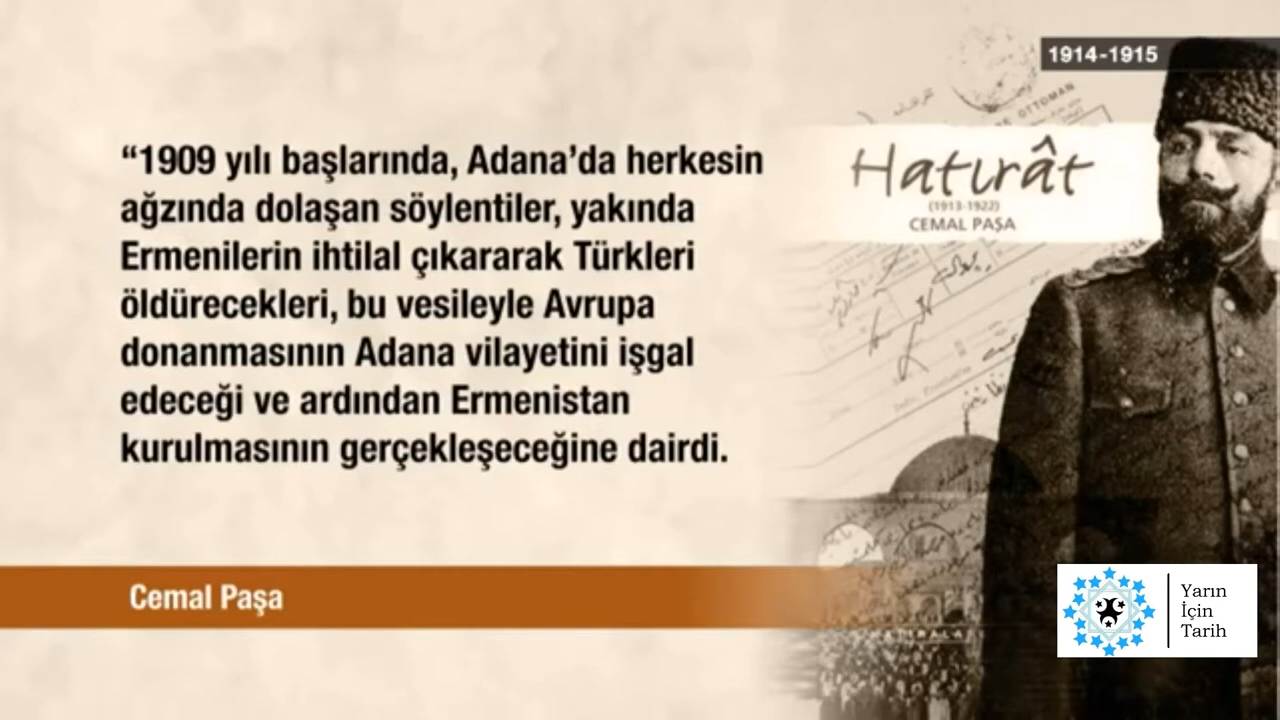 1914-1915
“1909 yılı başlarında, Adana’da herkesin
ağzında dolaşan söylentiler, yakında
Ermenilerin ihtilal çıkararak Türkleri
öldürecekleri, bu vesileyle Avrupa
donanmasının Adana vilayetini işgal
edeceği ve ardından Ermenistan
kurulmasının gerçekleşeceğine dairdi.
OTTOMAN
Hatırât
(1913-1922)
CEMAL PAŞA
Cemal Paşa
Yarın
İçin
Tarih